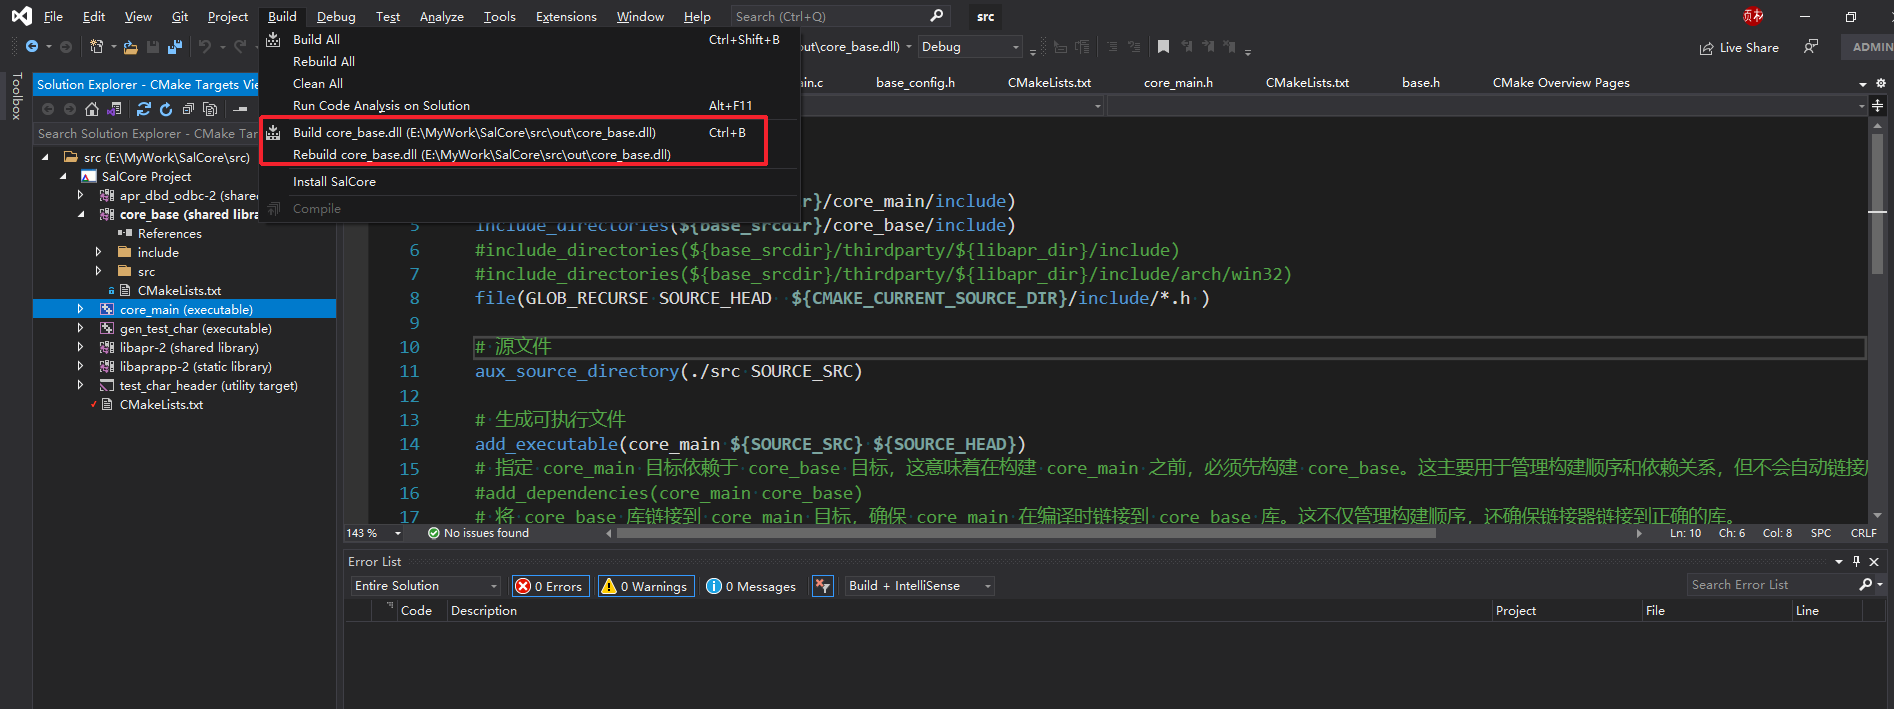 File Edit View Git Project Build Debug Test Analyze Tools Extensions Window Help Search (Ctrl+Q) src
Build All Ctrl+Shift+B
Rebuild All
Clean All
Run Code Analysis on Solution Alt+F11
Build core_base.dll (E:\MyWork\SalCore\src\out\core_base.dll) Ctrl+B
Rebuild core_base.dll (E:\MyWork\SalCore\src\out\core_base.dll)
Install SalCore
Compile
out\core_base.dll) Debug Live Share ADMIN
Toolbox
Solution Explorer - CMake Targets Vie
Search Solution Explorer - CMake Tar
src (E:\MyWork\SalCore\src)
SalCore Project
apr_dbd_odbc-2 (shared
core_base (shared libra
References
include
src
CMakeLists.txt
core_main (executable)
gen_test_char (executable)
libapr-2 (shared library)
libaprapp-2 (static library)
test_char_header (utility target)
CMakeLists.txt
ain.c base_config.h CMakeLists.txt core_main.h CMakeLists.txt base.h CMake Overview Pages
dir}/core_main/include)
5 include_directories(${base_srcdir}/core_base/include)
6 #include_directories(${base_srcdir}/thirdparty/${libapr_dir}/include)
7 #include_directories(${base_srcdir}/thirdparty/${libapr_dir}/include/arch/win32)
8 file(GLOB_RECURSE SOURCE_HEAD ${CMAKE_CURRENT_SOURCE_DIR}/include/*.h )
9
10 # 源文件
11 aux_source_directory(./src SOURCE_SRC)
12
13 # 生成可执行文件
14 add_executable(core_main ${SOURCE_SRC} ${SOURCE_HEAD})
15 # 指定 core_main 目标依赖于 core_base 目标，这意味着在构建 core_main 之前，必须先构建 core_base。这主要用于管理构建顺序和依赖关系，但不会自动链接
16 #add_dependencies(core_main core_base)
17 # 将 core_base 库链接到 core_main 目标，确保 core_main 在编译时链接到 core_base 库。这不仅管理构建顺序，还确保链接器链接到正确的库。
143 % No issues found Ln: 10 Ch: 6 Col: 8 SPC CRLF
Error List
Entire Solution 0 Errors 0 Warnings 0 Messages Build + IntelliSense Search Error List
Code Description Project File Line